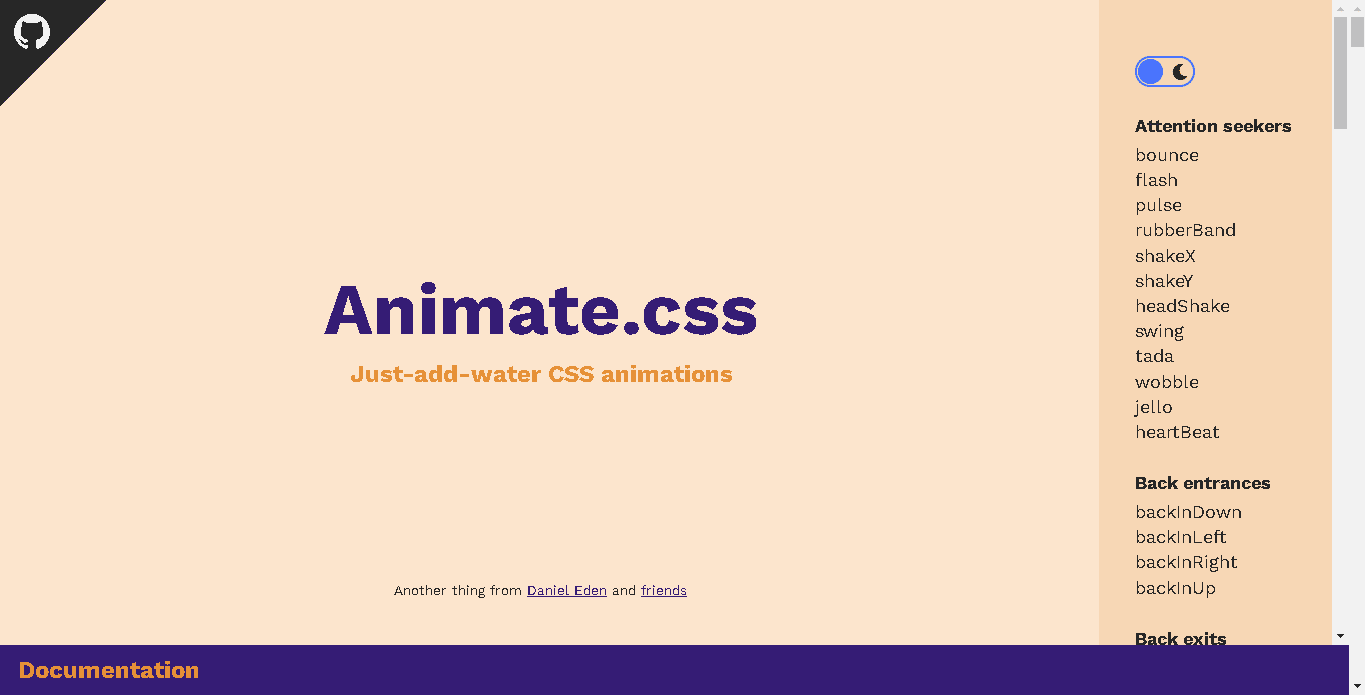 Animate.css
Just-add-water CSS animations
Another thing from Daniel Eden and friends
Attention seekers
bounce
flash
pulse
rubberBand
shakeX
shakeY
headShake
swing
tada
wobble
jello
heartBeat
Back entrances
backInDown
backInLeft
backInRight
backInUp
Back exits
Documentation